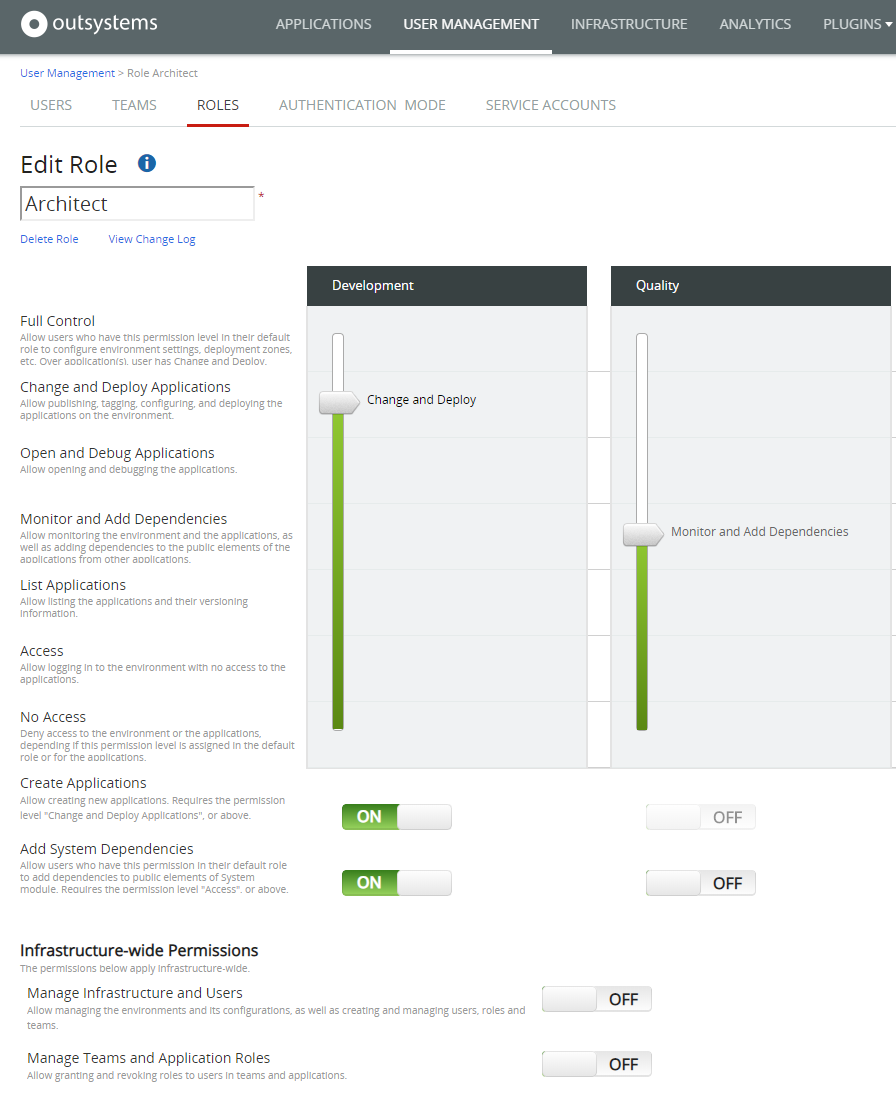 outsystems
APPLICATIONS
USER MANAGEMENT
INFRASTRUCTURE
ANALYTICS
PLUGINS
User Management > Role Architect
USERS
TEAMS
ROLES
AUTHENTICATION MODE
SERVICE ACCOUNTS
Edit Role
i
Architect
*
Delete Role
View Change Log
Development
Quality
Full Control
Allow users who have this permission level in their default
role to configure environment settings, deployment zones,
etc. Over application(s), user has Change and Deploy.
Change and Deploy Applications
Allow publishing, tagging, configuring, and deploying the
applications on the environment.
Change and Deploy
Open and Debug Applications
Allow opening and debugging the applications.
Monitor and Add Dependencies
Allow monitoring the environment and the applications, as
well as adding dependencies to the public elements of the
applications from other applications.
Monitor and Add Dependencies
List Applications
Allow listing the applications and their versioning
information.
Access
Allow logging in to the environment with no access to the
applications.
No Access
Deny access to the environment or the applications,
depending if this permission level is assigned in the default
role or for the applications.
Create Applications
Allow creating new applications. Requires the permission
level "Change and Deploy Applications", or above.
ON
OFF
Add System Dependencies
Allow users who have this permission in their default role
to add dependencies to public elements of System
module. Requires the permission level "Access", or above.
ON
OFF
Infrastructure-wide Permissions
The permissions below apply infrastructure-wide.
Manage Infrastructure and Users
Allow managing the environments and its configurations, as well as creating and managing users, roles and
teams.
OFF
Manage Teams and Application Roles
Allow granting and revoking roles to users in teams and applications.
OFF